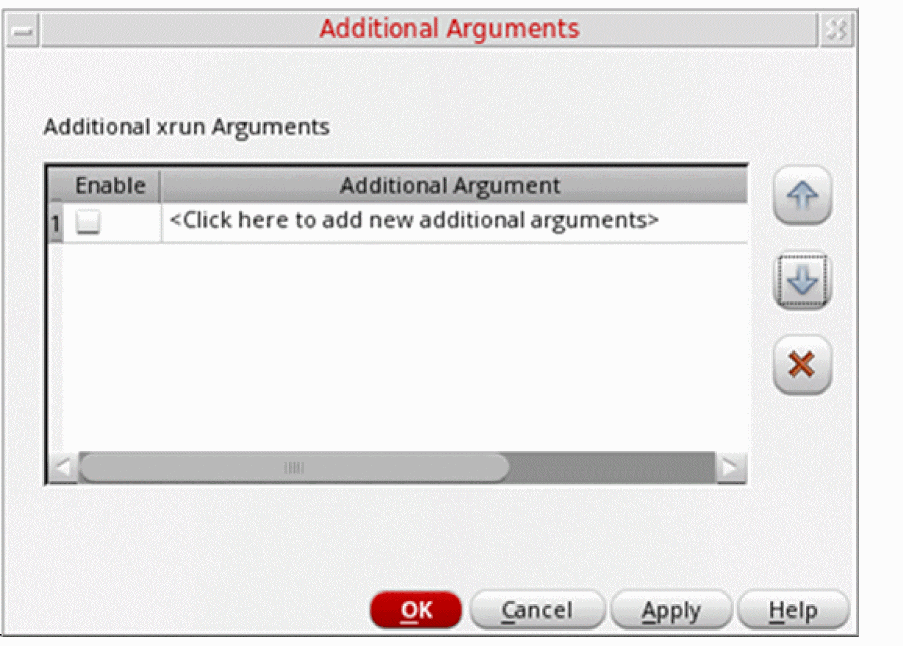 Additional Arguments
Additional xrun Arguments
Enable Additional Argument
1 <Click here to add new additional arguments>
OK Cancel Apply Help